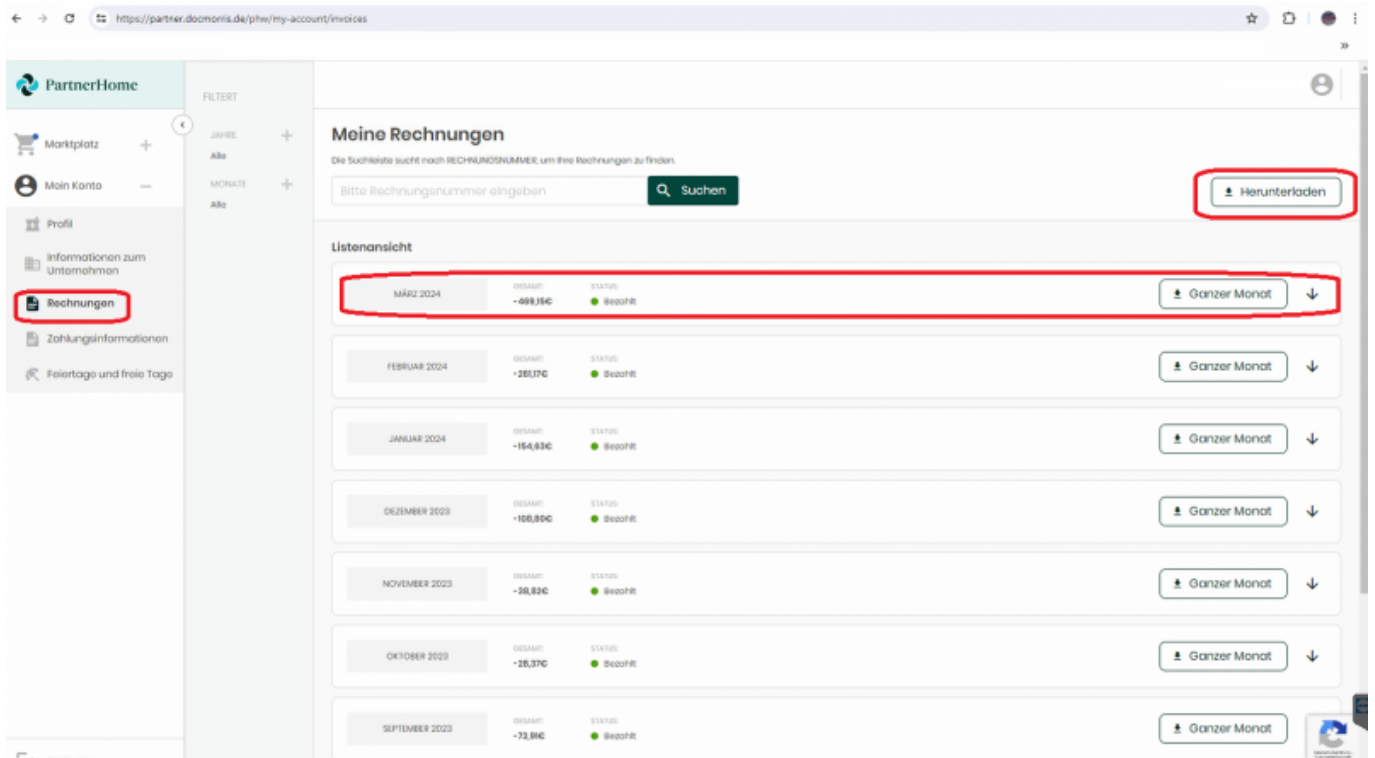 https://partner.docmorris.de/phw/my-account/invoices
PartnerHome
Marktplatz
Mein Konto
Profil
Informationen zum
Unternehmen
Rechnungen
Zahlungsinformationen
Feiertage und freie Tage
FILTERT
JAHRE
Alle
MONATE
Alle
Meine Rechnungen
Die Suchleiste sucht nach RECHNUNGSNUMMER, um Ihre Rechnungen zu finden.
Bitte Rechnungsnummer eingeben
Suchen
Herunterladen
Listenansicht
MÄRZ 2024 GESAMT: STATUS: Ganzer Monat
Bezahlt
FEBRUAR 2024 GESAMT: STATUS: Ganzer Monat
-261,17€ Bezahlt
JANUAR 2024 GESAMT: STATUS: Ganzer Monat
-154,63€ Bezahlt
DEZEMBER 2023 GESAMT: STATUS: Ganzer Monat
Bezahlt
NOVEMBER 2023 GESAMT: STATUS: Ganzer Monat
Bezahlt
OKTOBER 2023 GESAMT: STATUS: Ganzer Monat
Bezahlt
SEPTEMBER 2023 GESAMT: STATUS: Ganzer Monat
Bezahlt